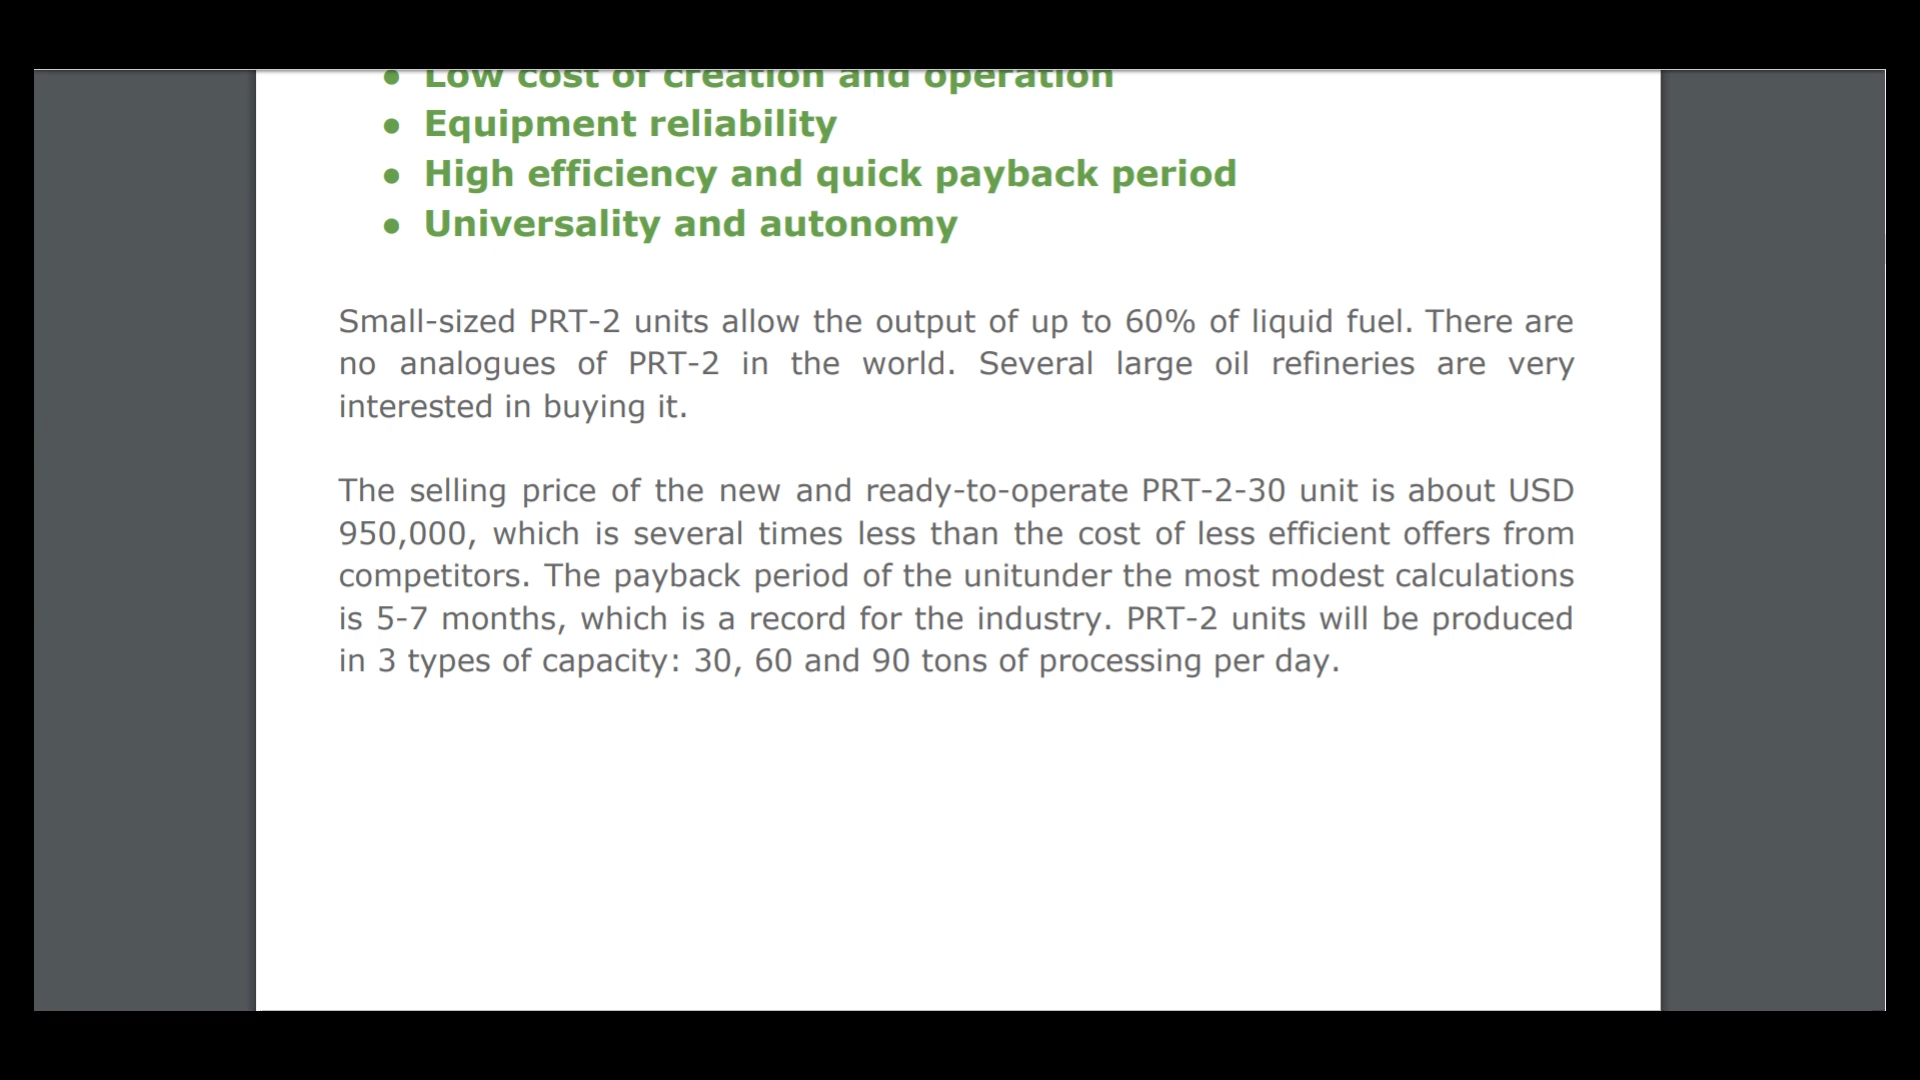 ● Low cost of creation and operation
● Equipment reliability
● High efficiency and quick payback period
● Universality and autonomy
Small-sized PRT-2 units allow the output of up to 60% of liquid fuel. There are
no analogues of PRT-2 in the world. Several large oil refineries are very
interested in buying it.
The selling price of the new and ready-to-operate PRT-2-30 unit is about USD
950,000, which is several times less than the cost of less efficient offers from
competitors. The payback period of the unitunder the most modest calculations
is 5-7 months, which is a record for the industry. PRT-2 units will be produced
in 3 types of capacity: 30, 60 and 90 tons of processing per day.